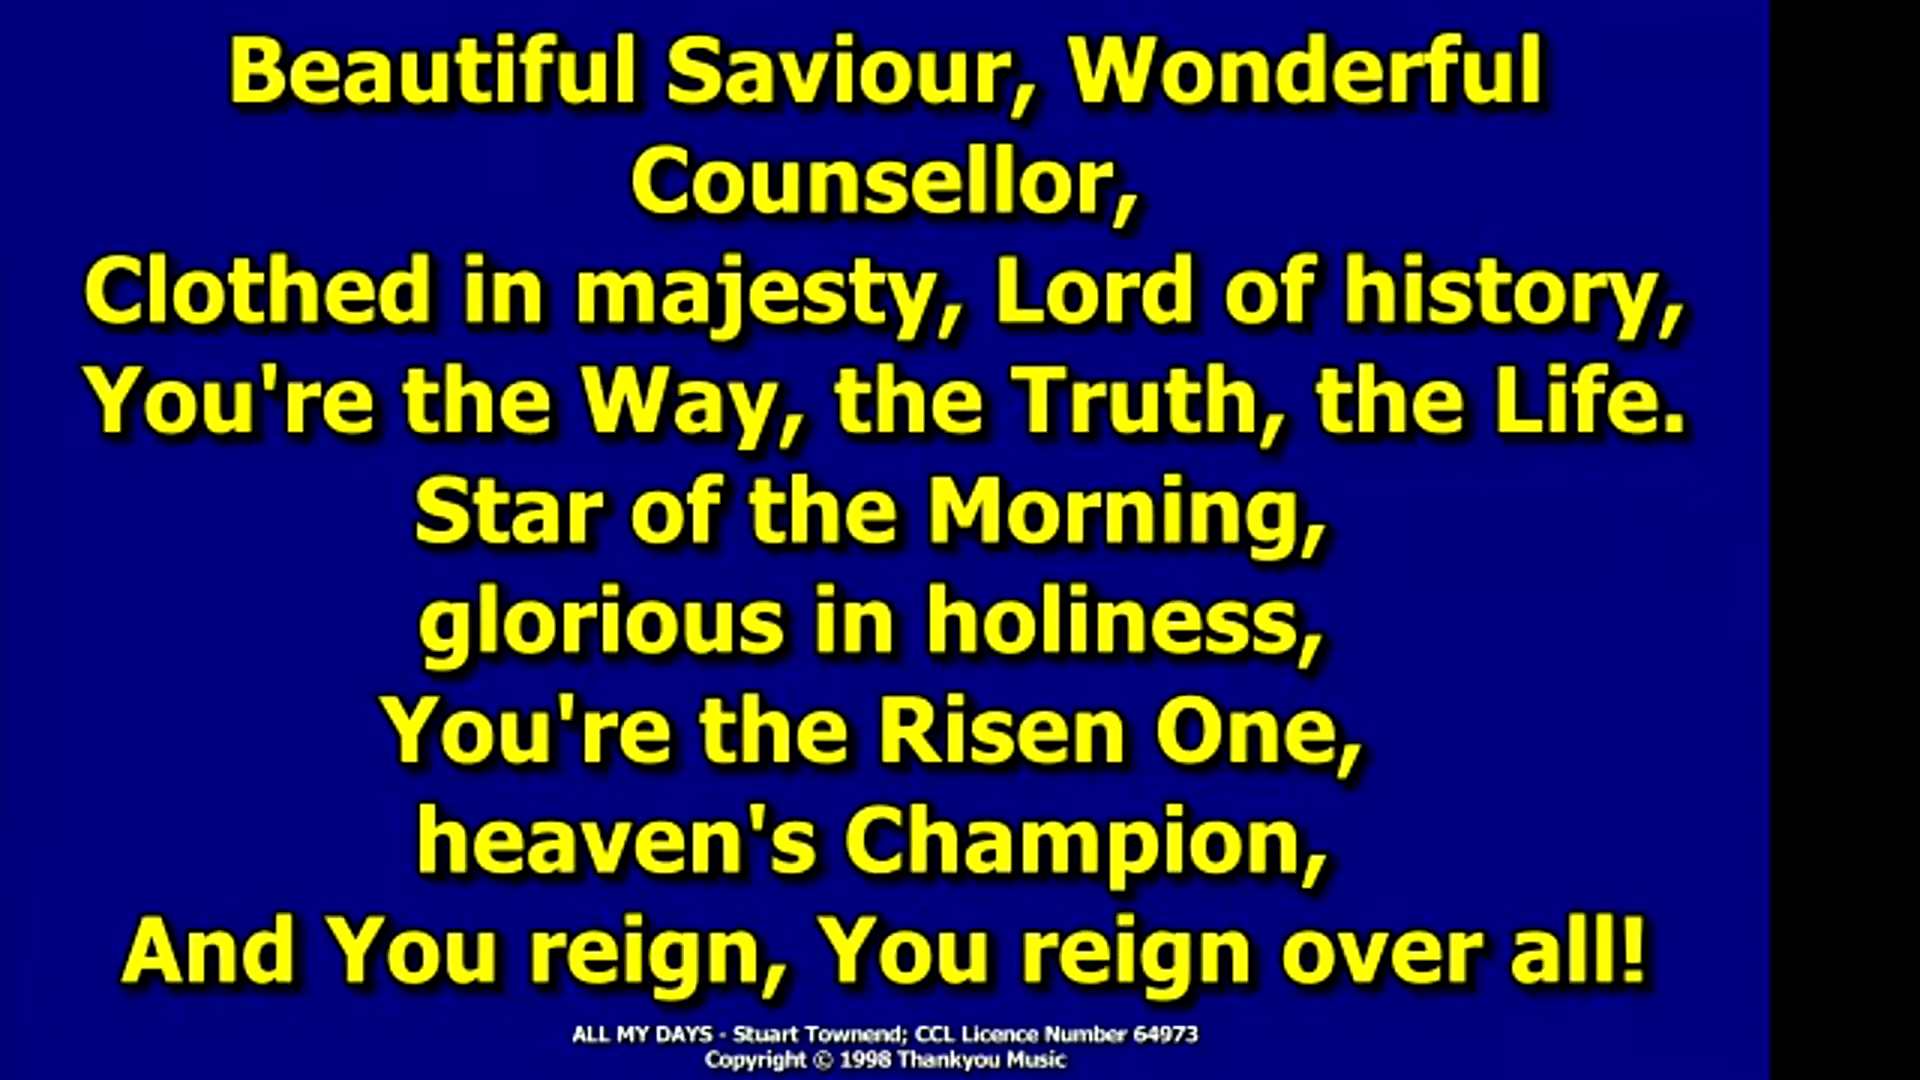 Beautiful Saviour, Wonderful
Counsellor,
Clothed in majesty, Lord of history,
You're the Way, the Truth, the Life.
Star of the Morning,
glorious in holiness,
You're the Risen One,
heaven's Champion,
And You reign, You reign over all!
ALL MY DAYS - Stuart Townend; CCL Licence Number 64973
Copyright © 1998 Thankyou Music